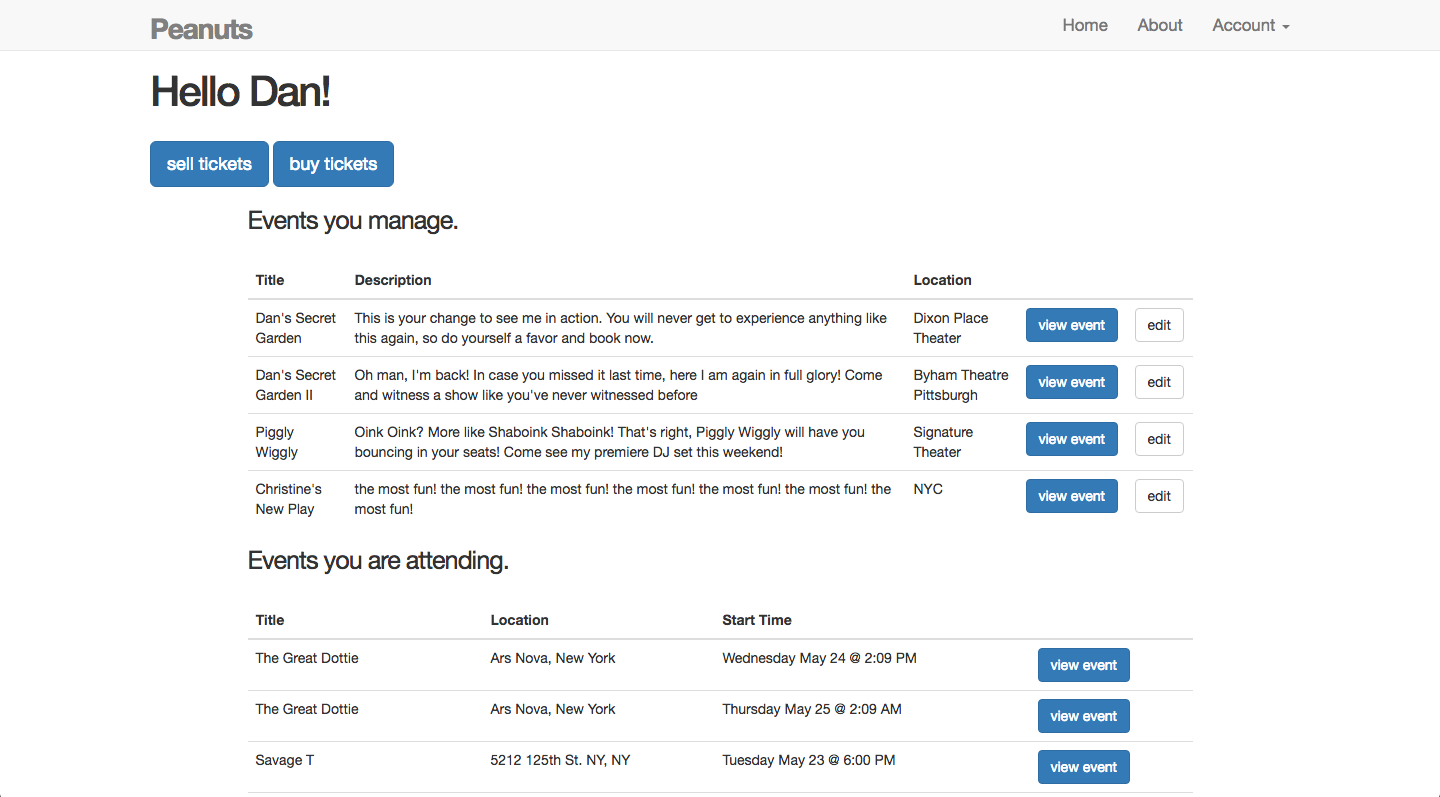 Peanuts Home About Account
Hello Dan!
sell tickets buy tickets
Events you manage.
Title Description Location
Dan's Secret This is your change to see me in action. You will never get to experience anything like Dixon Place view event edit
Garden this again, so do yourself a favor and book now. Theater
Dan's Secret Oh man, I'm back! In case you missed it last time, here I am again in full glory! Come Byham Theatre view event edit
Garden II and witness a show like you've never witnessed before Pittsburgh
Piggly Oink Oink? More like Shaboink Shaboink! That's right, Piggly Wiggly will have you Signature view event edit
Wiggly bouncing in your seats! Come see my premiere DJ set this weekend! Theater
Christine's the most fun! the most fun! the most fun! the most fun! the most fun! the most fun! the NYC view event edit
New Play most fun!
Events you are attending.
Title Location Start Time
The Great Dottie Ars Nova, New York Wednesday May 24 @ 2:09 PM view event
The Great Dottie Ars Nova, New York Thursday May 25 @ 2:09 AM view event
Savage T 5212 125th St. NY, NY Tuesday May 23 @ 6:00 PM view event